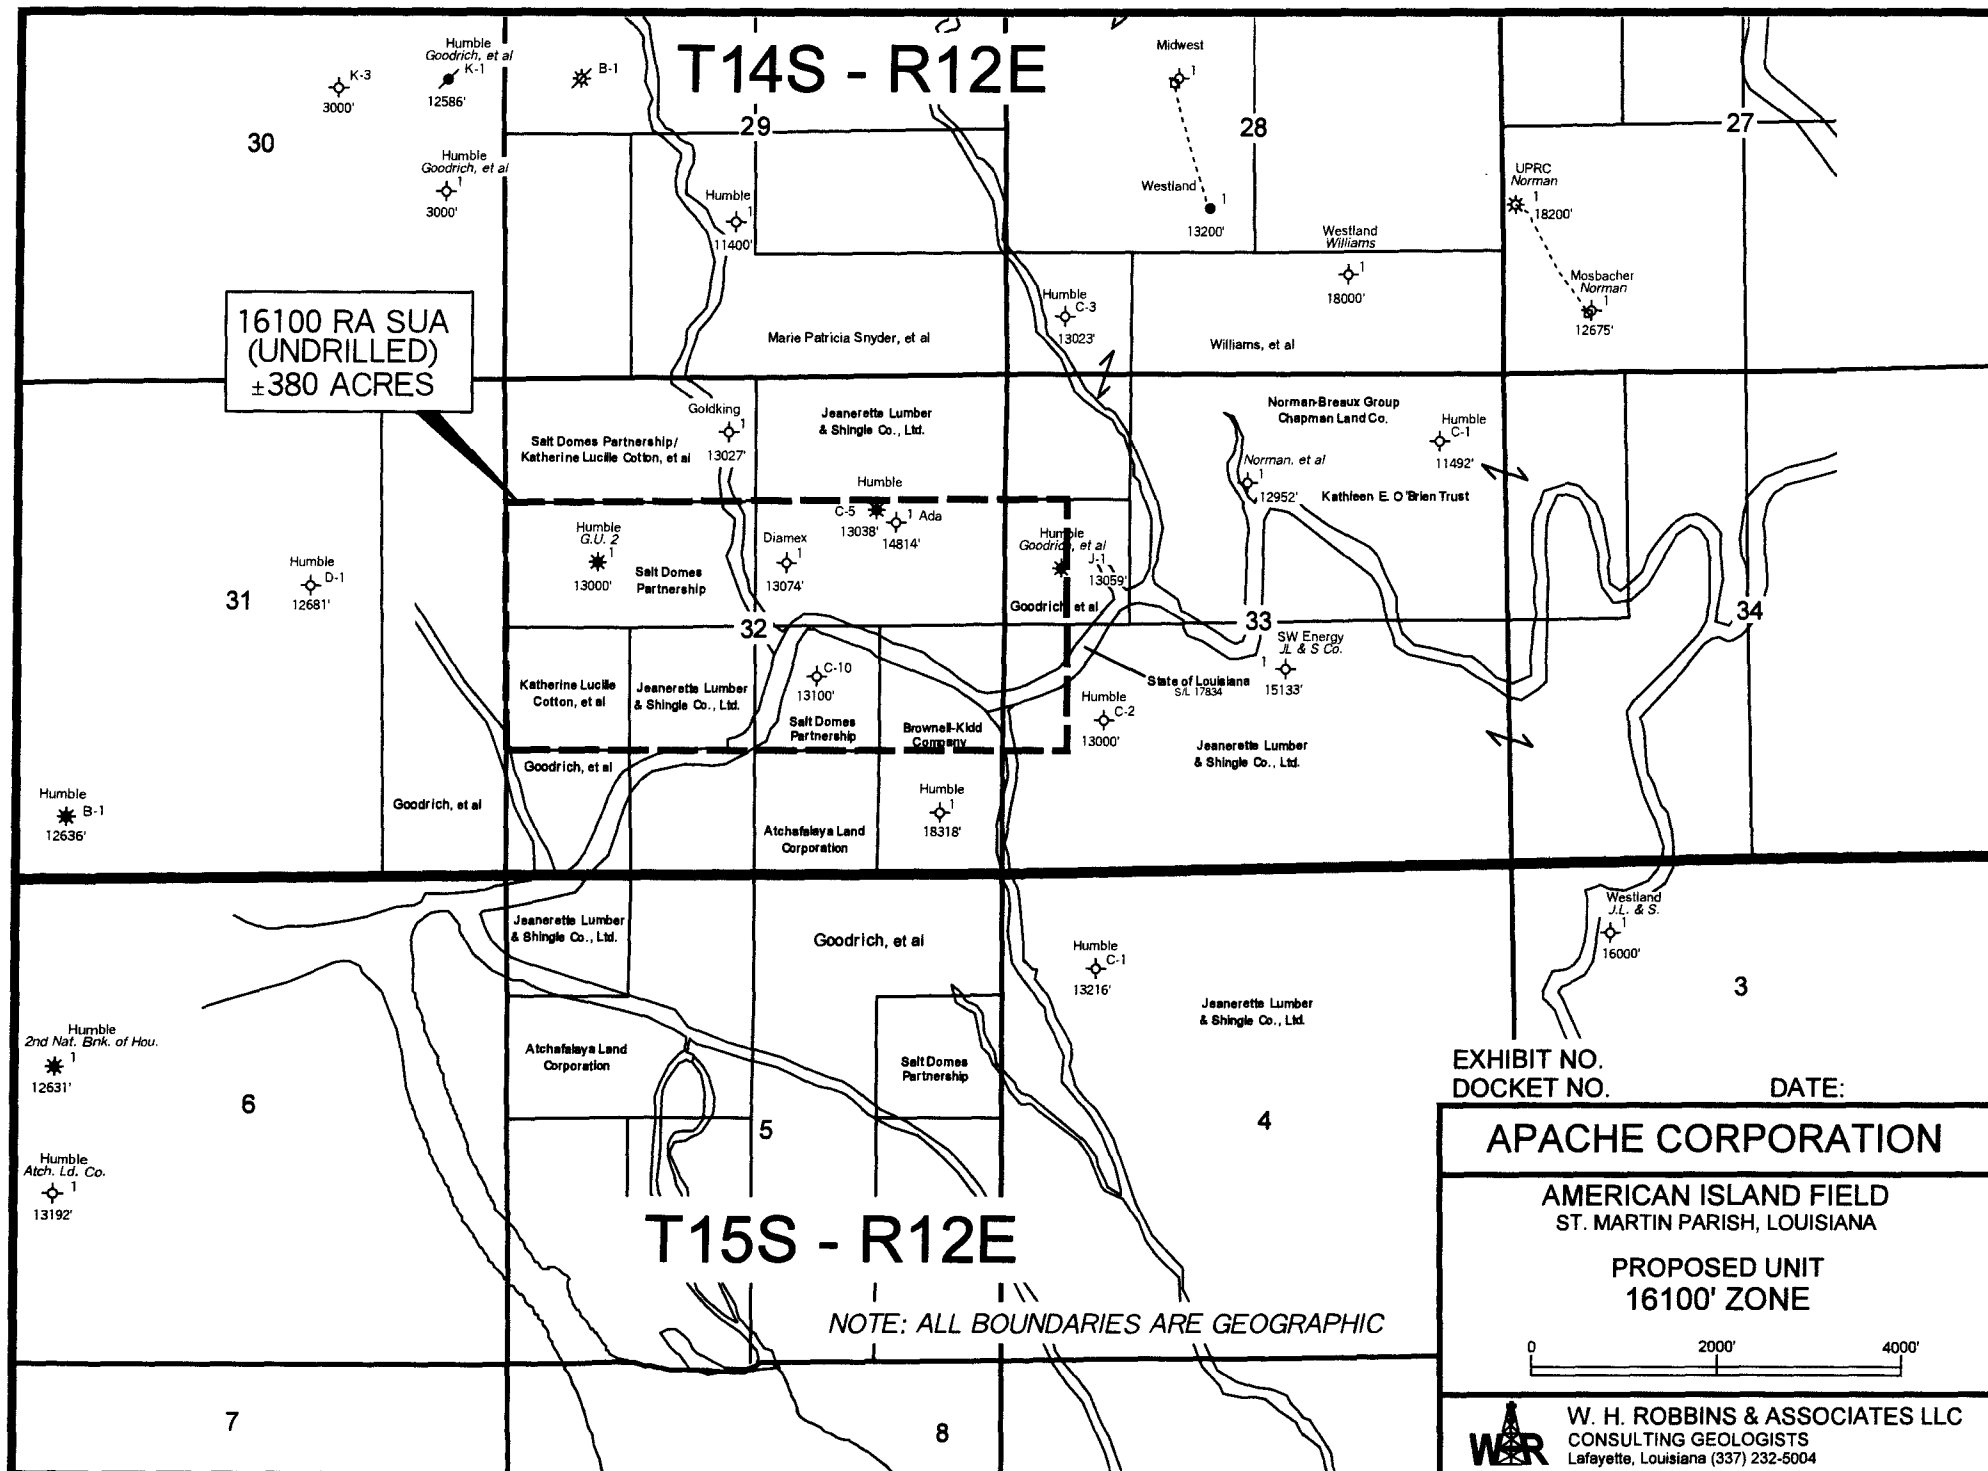 T14S - R12E
Humble
Goodrich, et al
K-1
12586'
K-3
3000'
B-1
30
29
28
27
Midwest
1
Westland
1
13200'
Humble
Goodrich, et al
1
3000'
Humble
1
11400'
UPRC
Norman
1
18200'
Westland
Williams
1
18000'
Mosbacher
Norman
1
12675'
Humble
C-3
13023'
Marie Patricia Snyder, et al
Williams, et al
16100 RA SUA
(UNDRILLED)
±380 ACRES
Goldking
1
13027'
Jeanerette Lumber
& Shingle Co., Ltd.
Salt Domes Partnership/
Katherine Lucille Cotton, et al
Norman-Breaux Group
Chapman Land Co.
Humble
C-1
11492'
Norman, et al
1
12952'
Kathleen E. O'Brien Trust
Humble
C-5
13038'
1 Ada
14814'
Humble
G.U. 2
1
13000'
Salt Domes
Partnership
Diamex
1
13074'
Humble
Goodrich, et al
J-1
13059'
Goodrich, et al
Humble
D-1
12681'
31
32
33
34
SW Energy
JL & S Co.
1
15133'
State of Louisiana
S/L 17834
Katherine Lucille
Cotton, et al
Jeanerette Lumber
& Shingle Co., Ltd.
C-10
13100'
Salt Domes
Partnership
Brownell-Kidd
Company
Humble
C-2
13000'
Jeanerette Lumber
& Shingle Co., Ltd.
Goodrich, et al
Goodrich, et al
Humble
B-1
12636'
Humble
1
18318'
Atchafalaya Land
Corporation
Jeanerette Lumber
& Shingle Co., Ltd.
Goodrich, et al
Humble
C-1
13216'
Westland
J.L. & S.
1
16000'
3
Jeanerette Lumber
& Shingle Co., Ltd.
Humble
2nd Nat. Bnk. of Hou.
1
12631'
Atchafalaya Land
Corporation
Salt Domes
Partnership
6
5
4
Humble
Atch. Ld. Co.
1
13192'
T15S - R12E
NOTE: ALL BOUNDARIES ARE GEOGRAPHIC
7
8
EXHIBIT NO.
DOCKET NO. DATE:
APACHE CORPORATION
AMERICAN ISLAND FIELD
ST. MARTIN PARISH, LOUISIANA
PROPOSED UNIT
16100' ZONE
0 2000' 4000'
WR
W. H. ROBBINS & ASSOCIATES LLC
CONSULTING GEOLOGISTS
Lafayette, Louisiana (337) 232-5004